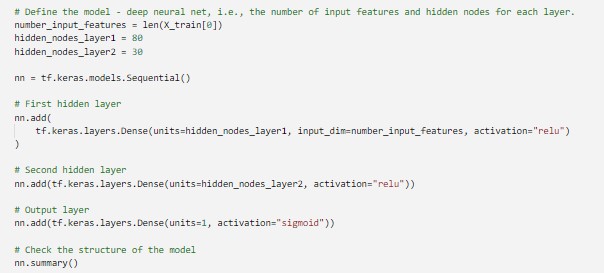 # Define the model - deep neural net, i.e., the number of input features and hidden nodes for each layer.
number_input_features = len(X_train[0])
hidden_nodes_layer1 = 80
hidden_nodes_layer2 = 30
nn = tf.keras.models.Sequential()
# First hidden layer
nn.add(
    tf.keras.layers.Dense(units=hidden_nodes_layer1, input_dim=number_input_features, activation="relu")
)
# Second hidden layer
nn.add(tf.keras.layers.Dense(units=hidden_nodes_layer2, activation="relu"))
# Output layer
nn.add(tf.keras.layers.Dense(units=1, activation="sigmoid"))
# Check the structure of the model
nn.summary()